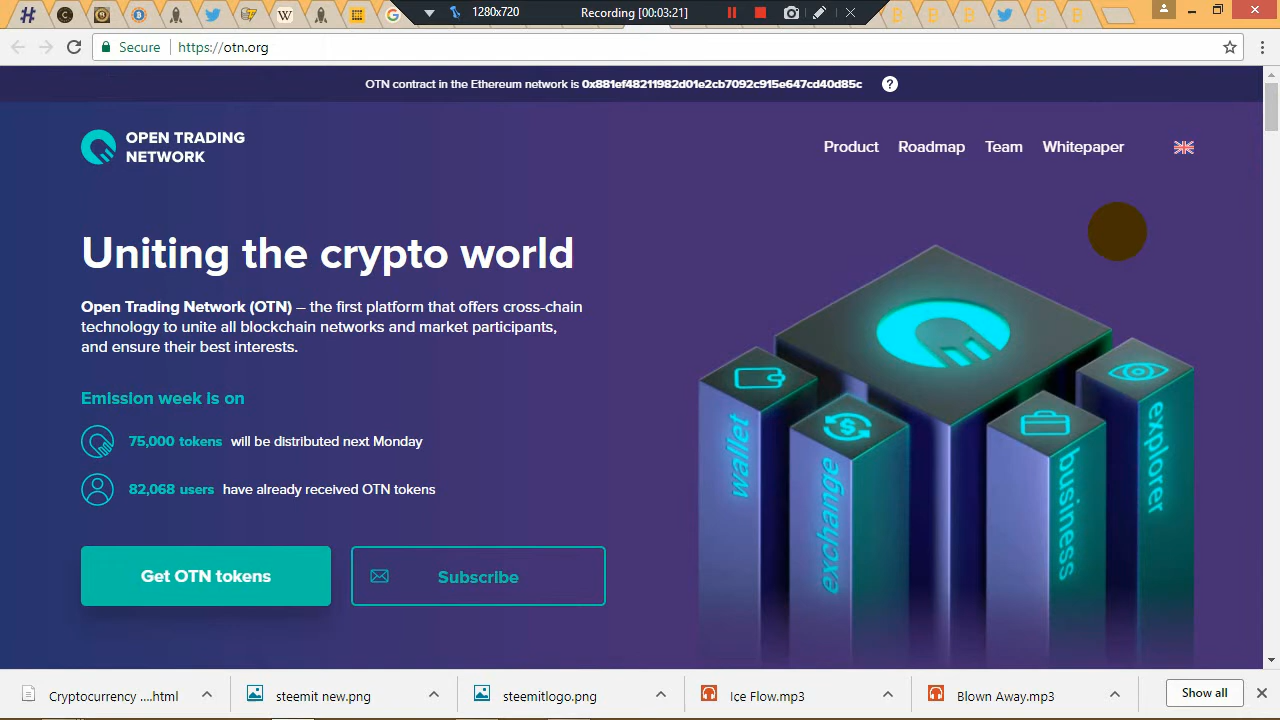 1280x720
Recording [00:03:21]
Secure
https://otn.org
OTN contract in the Ethereum network is 0x881ef48211982d01e2cb7092c915e647cd40d85c
?
OPEN TRADING
NETWORK
Product
Roadmap
Team
Whitepaper
Uniting the crypto world
Open Trading Network (OTN) – the first platform that offers cross-chain
technology to unite all blockchain networks and market participants,
and ensure their best interests.
Emission week is on
75,000 tokens will be distributed next Monday
82,068 users have already received OTN tokens
Get OTN tokens
Subscribe
wallet
exchange
business
explorer
Cryptocurrency ....html
steemit new.png
steemitlogo.png
Ice Flow.mp3
Blown Away.mp3
Show all